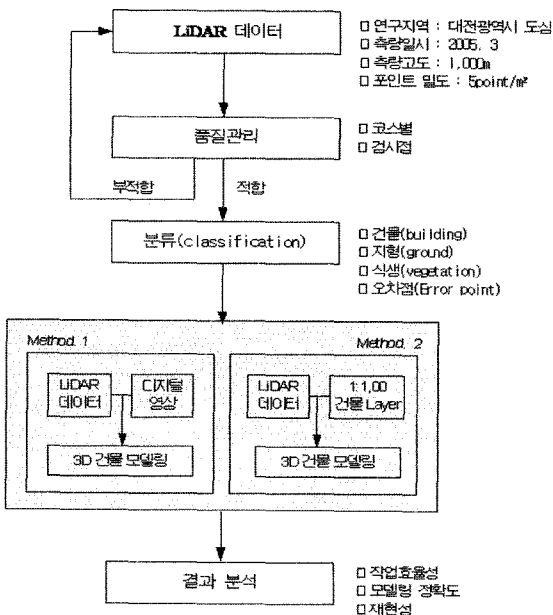 LiDAR 데이터
□ 연구지역 : 대전광역시 도심
□ 측량일시 : 2005. 3
□ 측량고도 : 1,000m
□ 포인트 밀도 : 5point/m²
품질관리
□ 코스별
□ 검사점
부적합
적합
분류(classification)
□ 건물(building)
□ 지형(ground)
□ 식생(vegetation)
□ 오차점(Error point)
Method. 1
Method. 2
LiDAR
데이터
디지털
영상
3D 건물 모델링
LiDAR
데이터
1:1,00
건물 Layer
3D 건물 모델링
결과 분석
□ 작업효율성
□ 모델링 정확도
□ 재현성